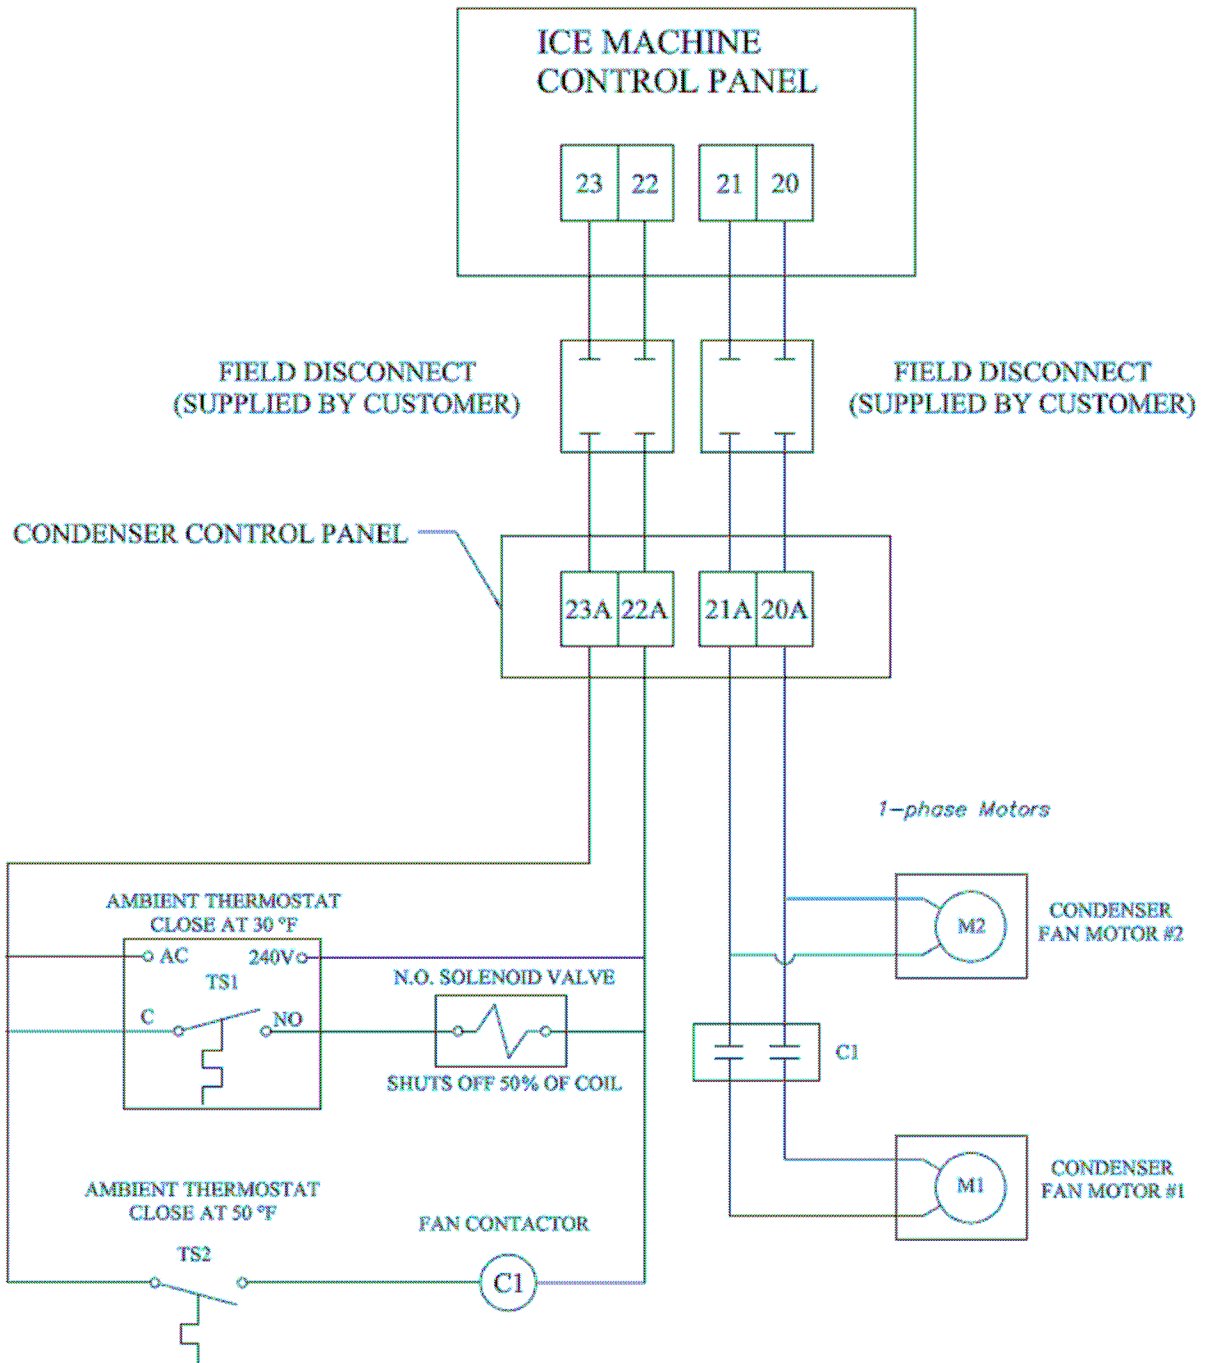 ICE MACHINE
CONTROL PANEL
23 22 21 20
FIELD DISCONNECT
(SUPPLIED BY CUSTOMER)
FIELD DISCONNECT
(SUPPLIED BY CUSTOMER)
CONDENSER CONTROL PANEL
23A 22A 21A 20A
1-phase Motors
AMBIENT THERMOSTAT
CLOSE AT 30 °F
AC 240V
TS1
C NO
N.O. SOLENOID VALVE
SHUTS OFF 50% OF COIL
M2
CONDENSER
FAN MOTOR #2
C1
M1
CONDENSER
FAN MOTOR #1
AMBIENT THERMOSTAT
CLOSE AT 50 °F
TS2
FAN CONTACTOR
C1